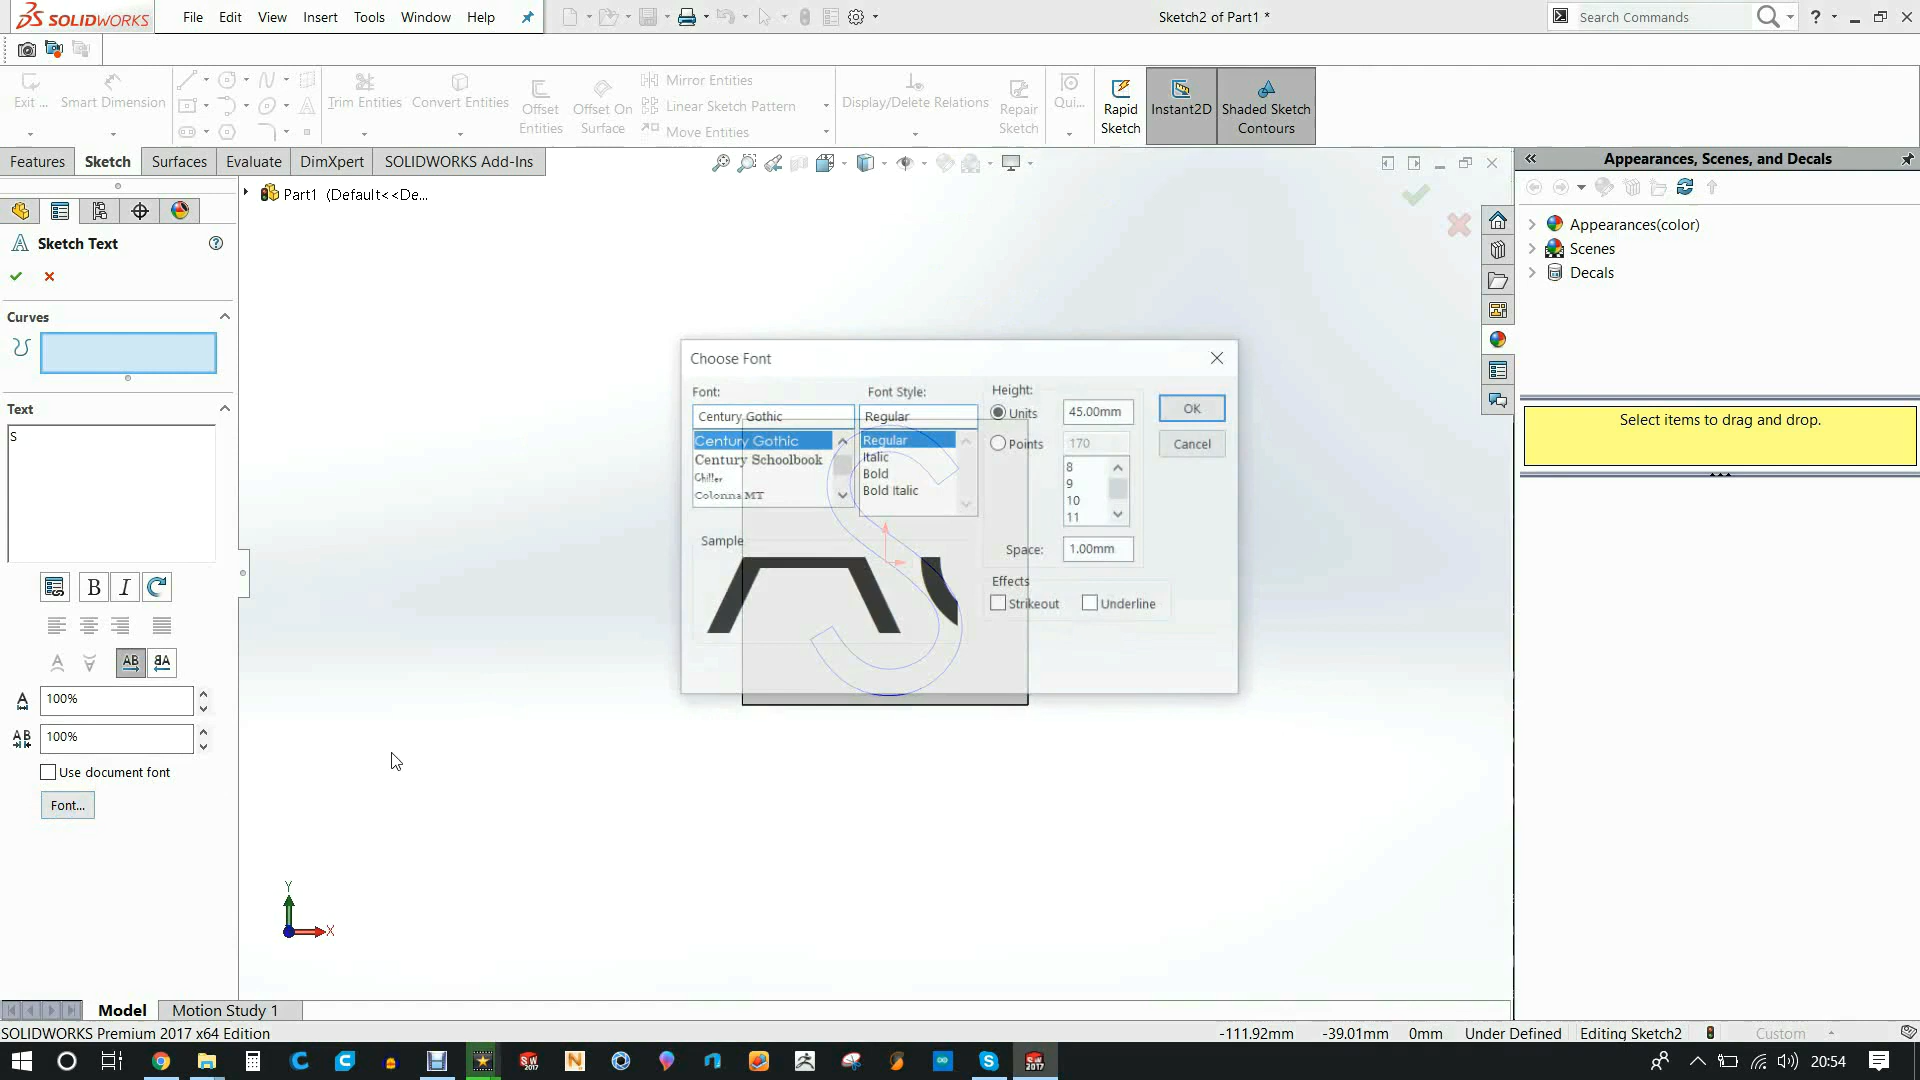 SOLIDWORKS
File Edit View Insert Tools Window Help
Sketch2 of Part1 *
Search Commands
?
Exit ...
Smart Dimension
Trim Entities
Convert Entities
Offset Entities
Offset On Surface
Mirror Entities
Linear Sketch Pattern
Move Entities
Display/Delete Relations
Repair Sketch
Qui...
Rapid Sketch
Instant2D
Shaded Sketch Contours
Features Sketch Surfaces Evaluate DimXpert SOLIDWORKS Add-Ins
Part1 (Default<<De...
Appearances, Scenes, and Decals
Appearances(color)
Scenes
Decals
Select items to drag and drop.
Sketch Text
Curves
Text
S
B I
AB
100%
100%
Use document font
Font...
Choose Font
Font:
Century Gothic
Century Gothic
Century Schoolbook
Chiller
Colonna MT
Font Style:
Regular
Regular
Italic
Bold
Bold Italic
Height:
Units
45.00mm
Points
170
8
9
10
11
Space:
1.00mm
OK
Cancel
Sample
Effects
Strikeout
Underline
Y
X
Model
Motion Study 1
SOLIDWORKS Premium 2017 x64 Edition
-111.92mm -39.01mm 0mm Under Defined Editing Sketch2 Custom
20:54